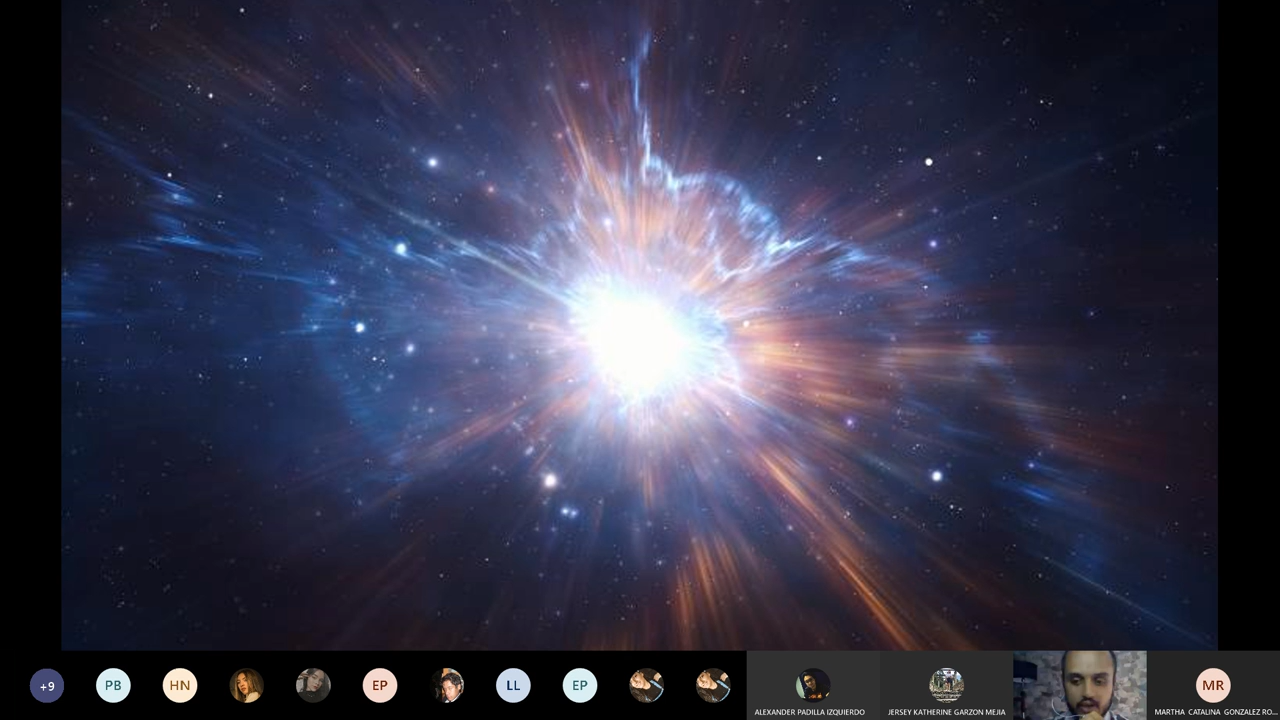 +9
PB
HN
EP
LL
EP
ALEXANDER PADILLA IZQUIERDO
JERSEY KATHERINE GARZON MEJIA
MR
MARTHA CATALINA GONZALEZ RO...